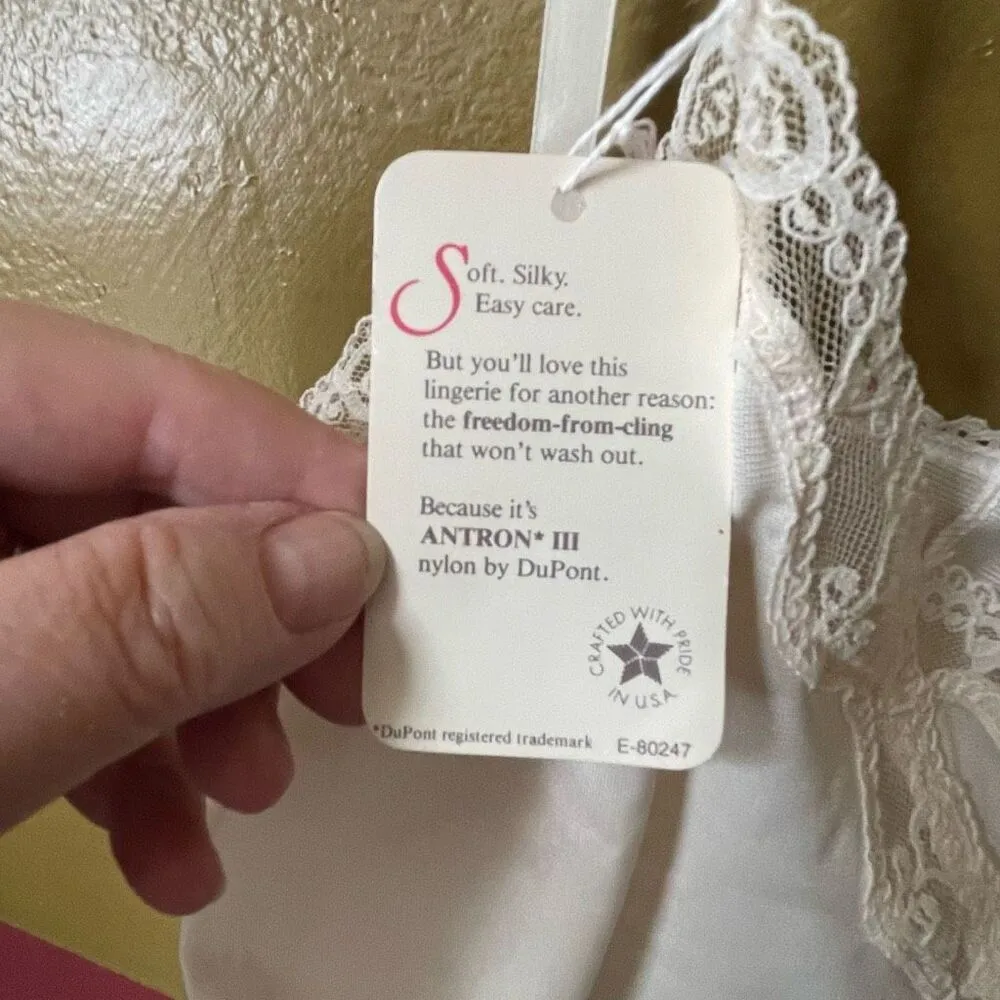 Soft. Silky.
Easy care.
But you'll love this
lingerie for another reason:
the freedom-from-cling
that won't wash out.
Because it's
ANTRON* III
nylon by DuPont.
CRAFTED WITH PRIDE
IN USA
*DuPont registered trademark E-80247